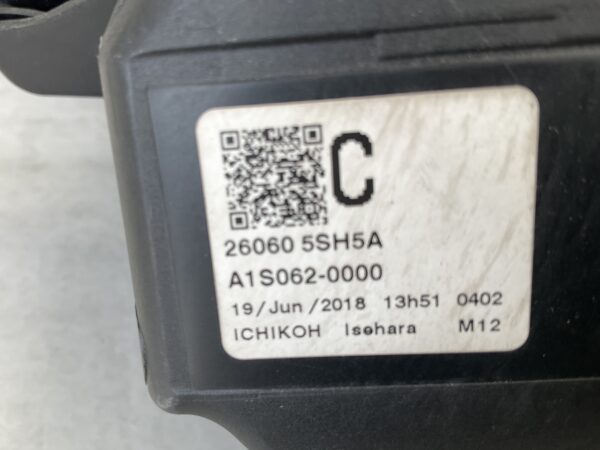 C
26060 5SH5A
A1S062-0000
19/Jun/2018 13h51 0402
ICHIKOH Isehara M12